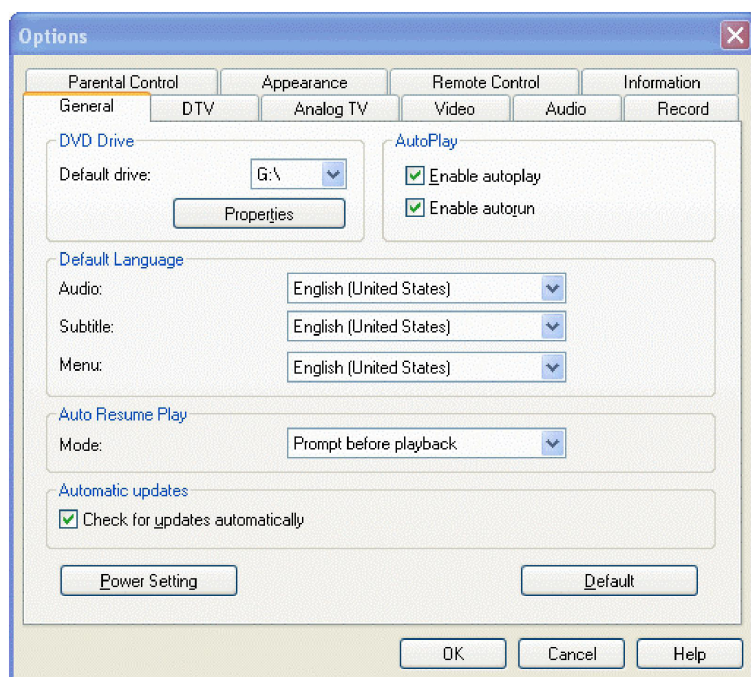 Options
Parental Control Appearance Remote Control Information
General DTV Analog TV Video Audio Record
DVD Drive
Default drive: G:\
Properties
AutoPlay
Enable autoplay
Enable autorun
Default Language
Audio: English (United States)
Subtitle: English (United States)
Menu: English (United States)
Auto Resume Play
Mode: Prompt before playback
Automatic updates
Check for updates automatically
Power Setting Default
OK Cancel Help